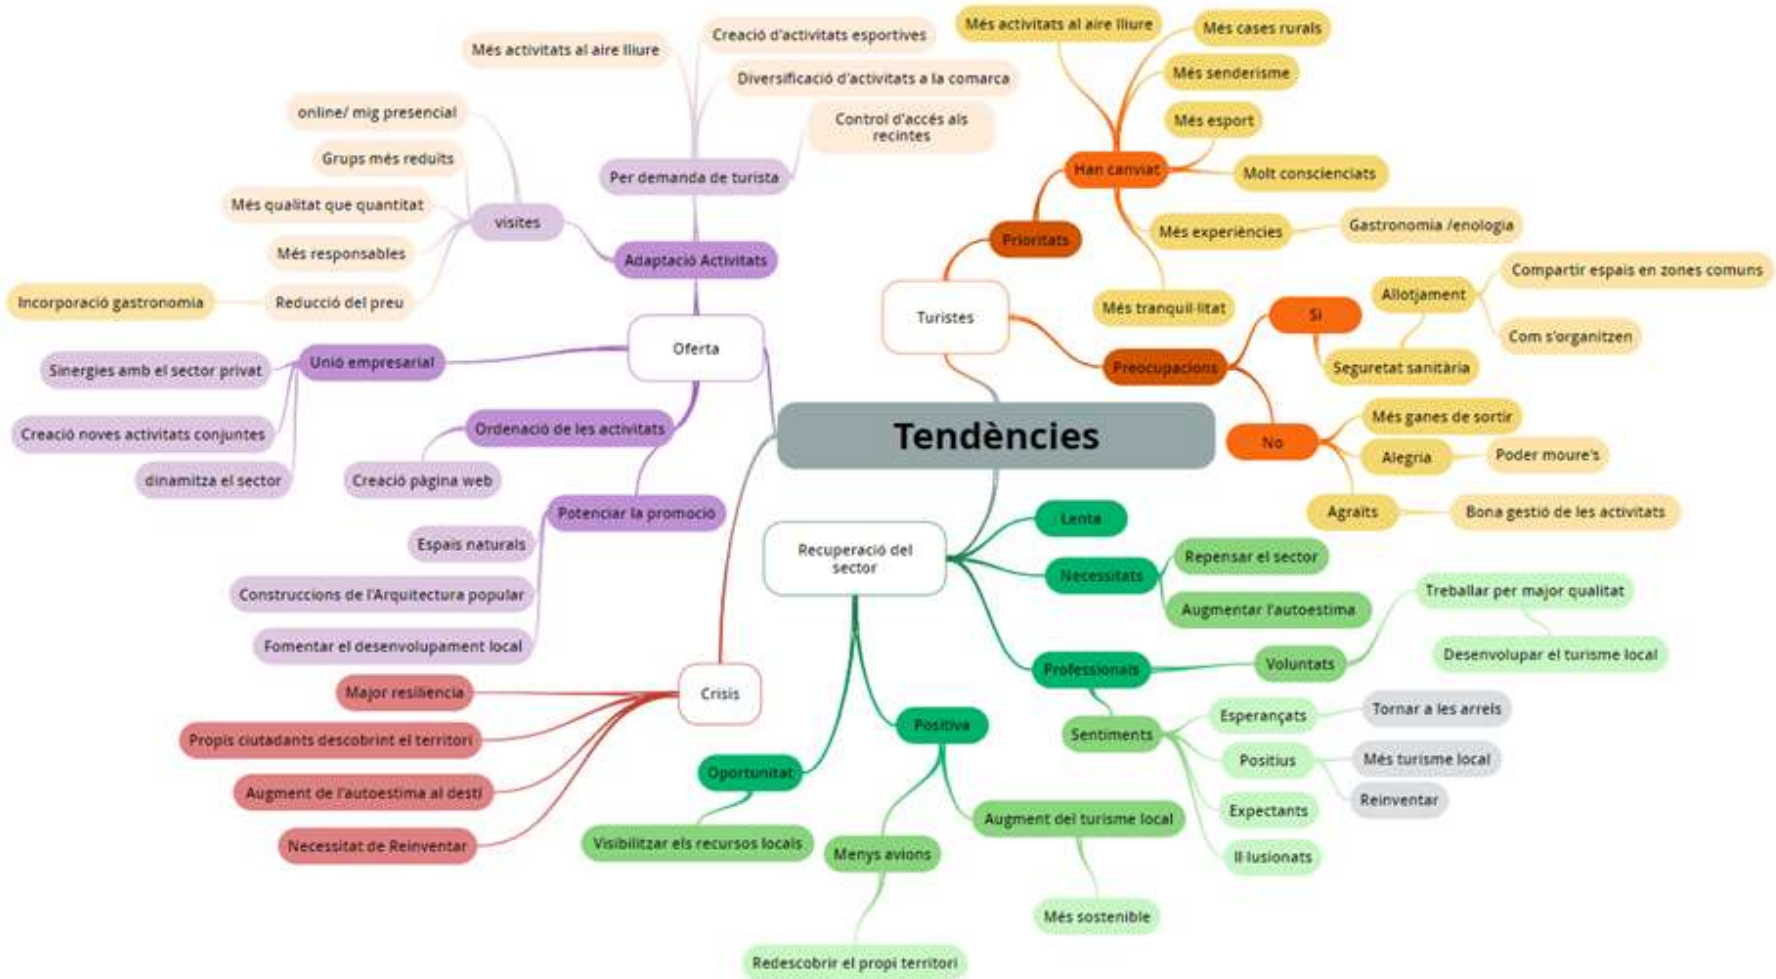 Tendències
Oferta
Adaptació Activitats
Per demanda de turista
Més activitats al aire lliure
Creació d'activitats esportives
Diversificació d'activitats a la comarca
Control d'accés als
recintes
visites
online/ mig presencial
Grups més reduïts
Més qualitat que quantitat
Més responsables
Reducció del preu
Incorporació gastronomia
Unió empresarial
Sinergies amb el sector privat
Creació noves activitats conjuntes
dinamitza el sector
Ordenació de les activitats
Creació pàgina web
Potenciar la promoció
Espais naturals
Construccions de l'Arquitectura popular
Fomentar el desenvolupament local
Crisis
Major resiliencia
Propis ciutadants descobrint el territori
Augment de l'autoestima al destí
Necessitat de Reinventar
Turistes
Prioritats
Han canviat
Més activitats al aire lliure
Més cases rurals
Més senderisme
Més esport
Molt conscienciats
Més experiències
Gastronomia /enologia
Més tranquil·litat
Preocupacions
Si
Seguretat sanitària
Allotjament
Compartir espais en zones comuns
Com s'organitzen
No
Més ganes de sortir
Alegria
Poder moure's
Agraïts
Bona gestió de les activitats
Recuperació del
sector
Lenta
Necessitats
Repensar el sector
Augmentar l'autoestima
Professionals
Voluntats
Treballar per major qualitat
Desenvolupar el turisme local
Sentiments
Esperançats
Tornar a les arrels
Positius
Més turisme local
Reinventar
Expectants
Il·lusionats
Positiva
Augment del turisme local
Més sostenible
Menys avions
Redescobrir el propi territori
Oportunitat
Visibilitzar els recursos locals